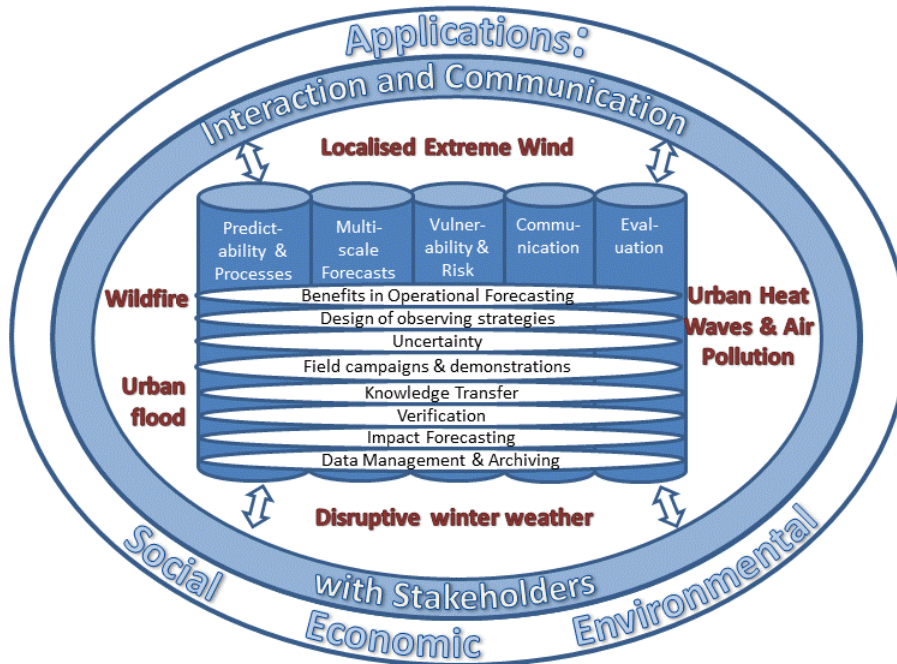 Applications:
Interaction and Communication
Localised Extreme Wind
Predict-
ability &
Processes
Multi-
scale
Forecasts
Vulner-
ability &
Risk
Commu-
nication
Eval-
uation
Wildfire
Urban
flood
Benefits in Operational Forecasting
Design of observing strategies
Uncertainty
Field campaigns & demonstrations
Knowledge Transfer
Verification
Impact Forecasting
Data Management & Archiving
Urban Heat
Waves & Air
Pollution
Disruptive winter weather
with Stakeholders
Social
Economic
Environmental